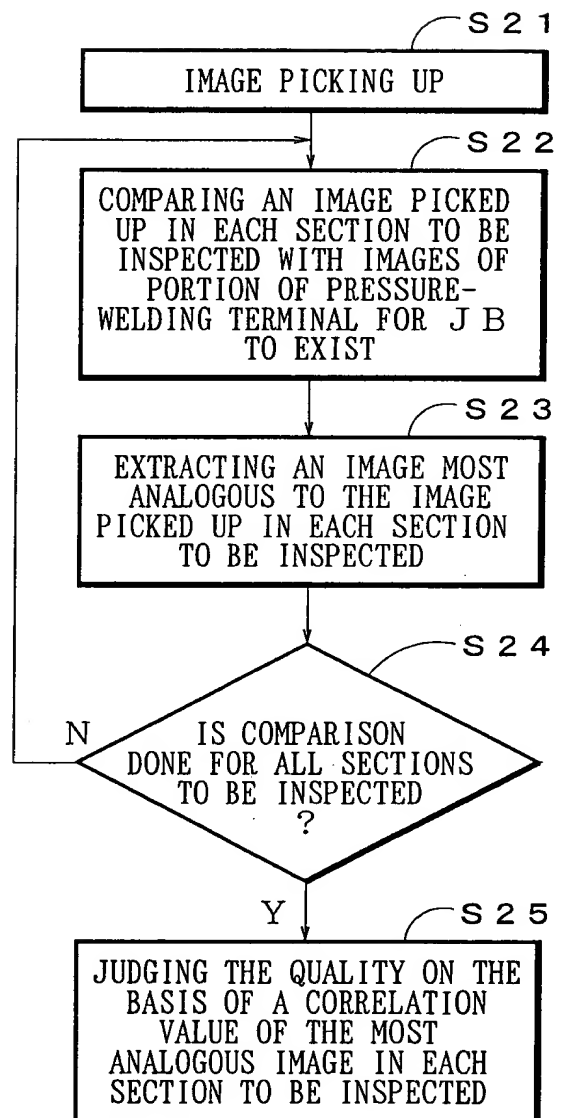 S21
IMAGE PICKING UP
S22
COMPARING AN IMAGE PICKED
UP IN EACH SECTION TO BE
INSPECTED WITH IMAGES OF
PORTION OF PRESSURE-
WELDING TERMINAL FOR JB
TO EXIST
S23
EXTRACTING AN IMAGE MOST
ANALOGOUS TO THE IMAGE
PICKED UP IN EACH SECTION
TO BE INSPECTED
S24
N
IS COMPARISON
DONE FOR ALL SECTIONS
TO BE INSPECTED
?
Y
S25
JUDGING THE QUALITY ON THE
BASIS OF A CORRELATION
VALUE OF THE MOST
ANALOGOUS IMAGE IN EACH
SECTION TO BE INSPECTED